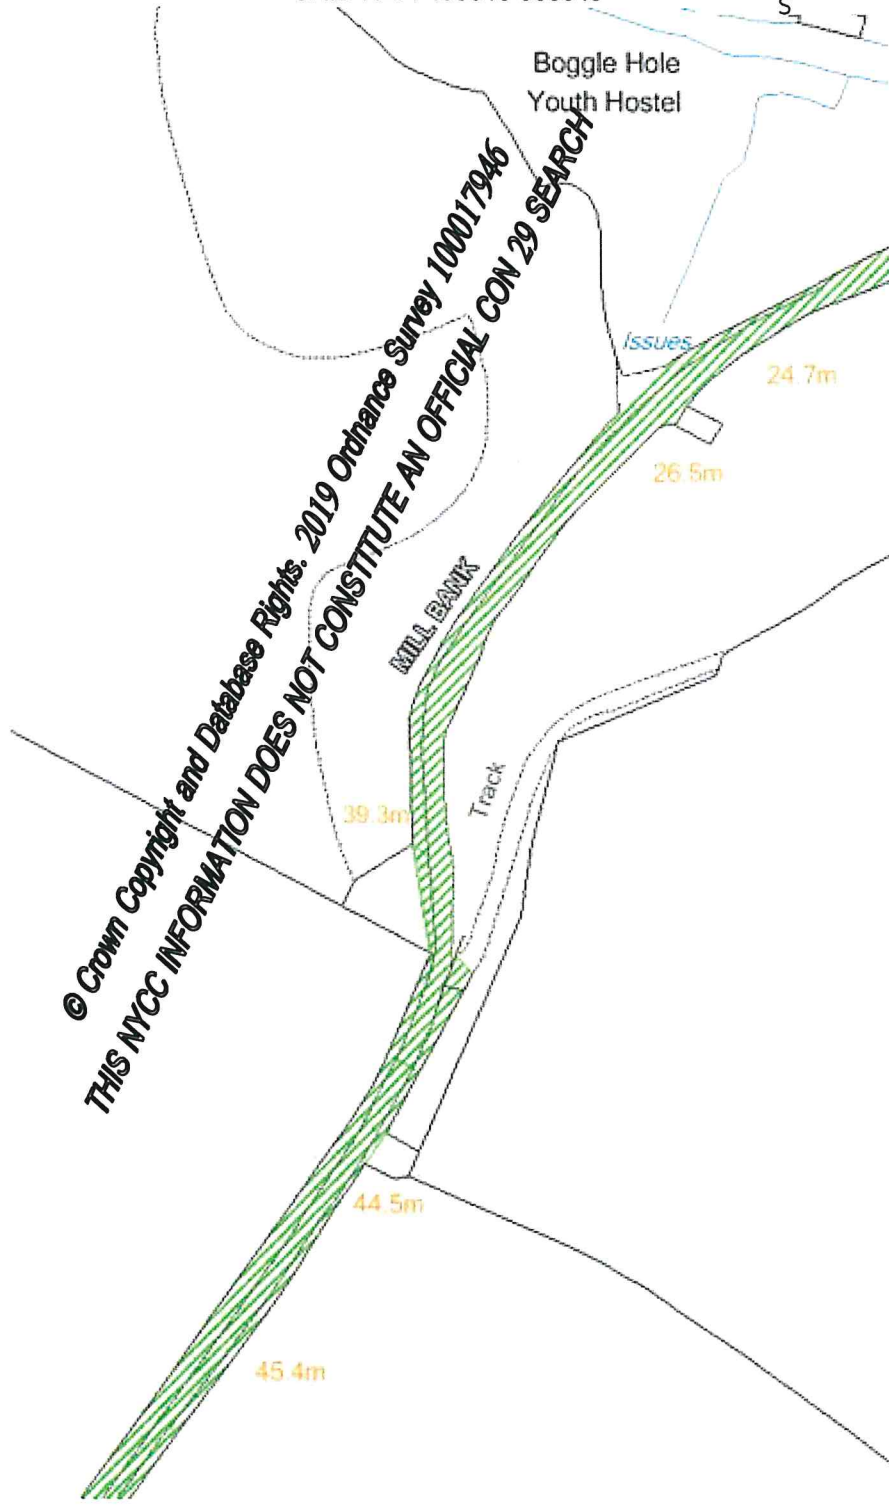 S
Boggle Hole
Youth Hostel
© Crown Copyright and Database Rights. 2019 Ordnance Survey 100017946
THIS NYCC INFORMATION DOES NOT CONSTITUTE AN OFFICIAL CON 29 SEARCH
Issues
24.7m
26.5m
MILL BANK
Track
39.3m
44.5m
45.4m